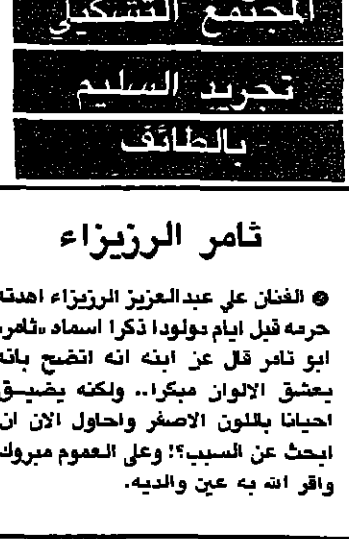 المجتمع التشكيلي
تجريد السليم
بالطائف
ثامر الرزيزاء
الفنان علي عبدالعزيز الرزيزاء اهدته
حرمه قبل ايام مولودا ذكرا اسماه «ثامر»
ابو ثامر قال عن ابنه انه اتضح بانه
يعشق الالوان مبكرا.. ولكنه يضيــق
احيانا باللون الاصفر واحاول الان ان
ابحث عن السبب؟! وعلى العموم مبروك
واقر الله به عين والديه.